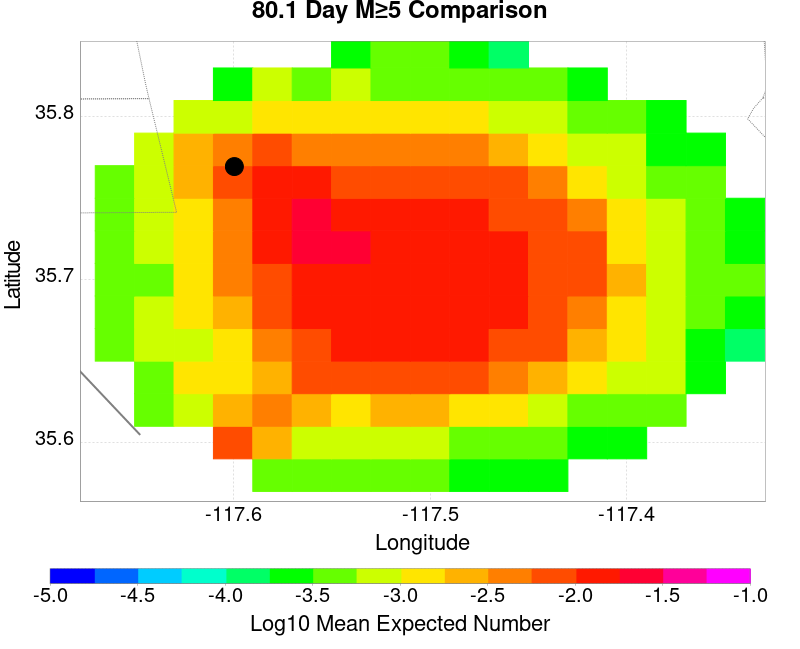 80.1 Day M≥5 Comparison
Latitude
35.8
35.7
35.6
-117.6 -117.5 -117.4
Longitude
-5.0 -4.5 -4.0 -3.5 -3.0 -2.5 -2.0 -1.5 -1.0
Log10 Mean Expected Number